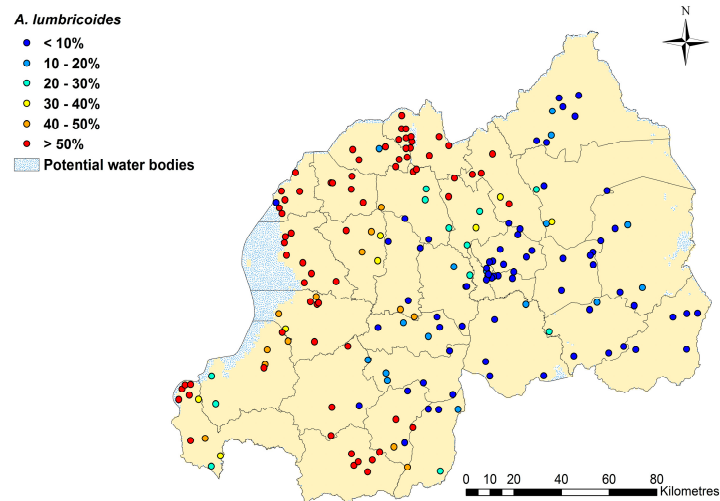 A. lumbricoides
< 10%
10 - 20%
20 - 30%
30 - 40%
40 - 50%
> 50%
Potential water bodies
N
0 10 20 40 60 80
Kilometres